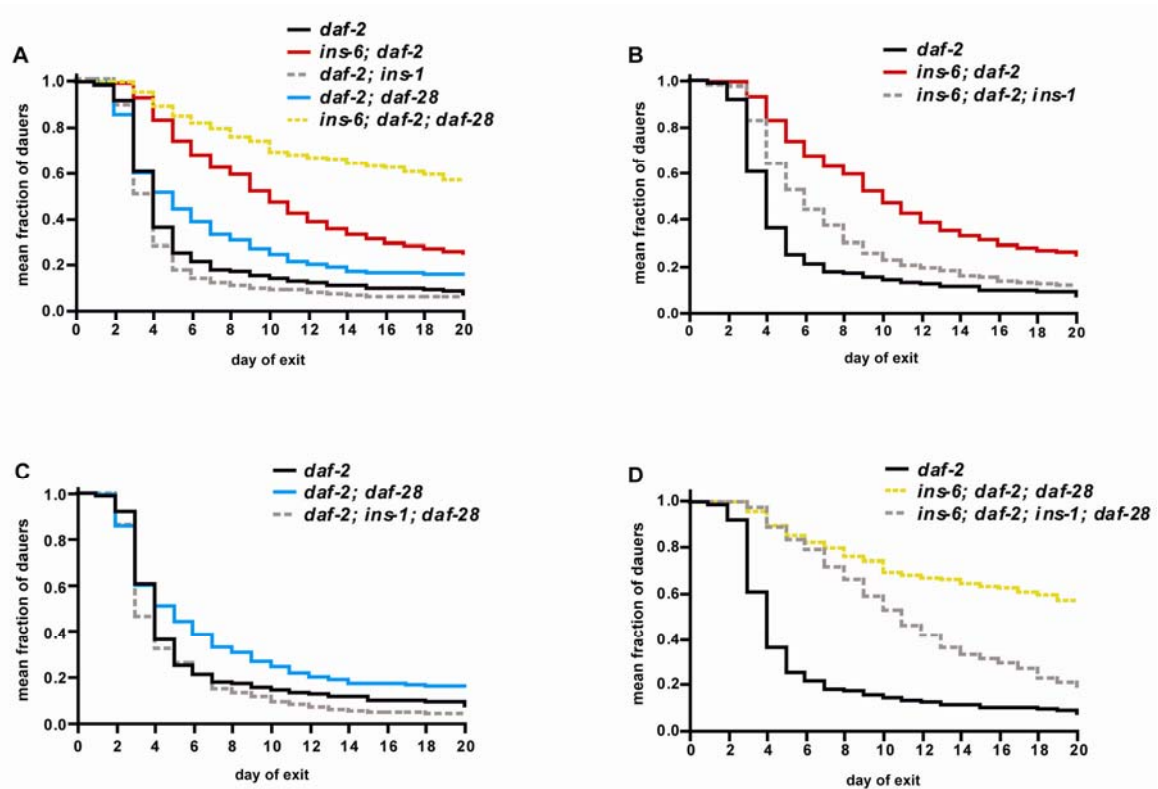 A
daf-2
ins-6; daf-2
daf-2; ins-1
daf-2; daf-28
ins-6; daf-2; daf-28
mean fraction of dauers
1.0
0.8
0.6
0.4
0.2
0.0
0 2 4 6 8 10 12 14 16 18 20
day of exit
B
daf-2
ins-6; daf-2
ins-6; daf-2; ins-1
mean fraction of dauers
1.0
0.8
0.6
0.4
0.2
0.0
0 2 4 6 8 10 12 14 16 18 20
day of exit
C
daf-2
daf-2; daf-28
daf-2; ins-1; daf-28
mean fraction of dauers
1.0
0.8
0.6
0.4
0.2
0.0
0 2 4 6 8 10 12 14 16 18 20
day of exit
D
daf-2
ins-6; daf-2; daf-28
ins-6; daf-2; ins-1; daf-28
mean fraction of dauers
1.0
0.8
0.6
0.4
0.2
0.0
0 2 4 6 8 10 12 14 16 18 20
day of exit